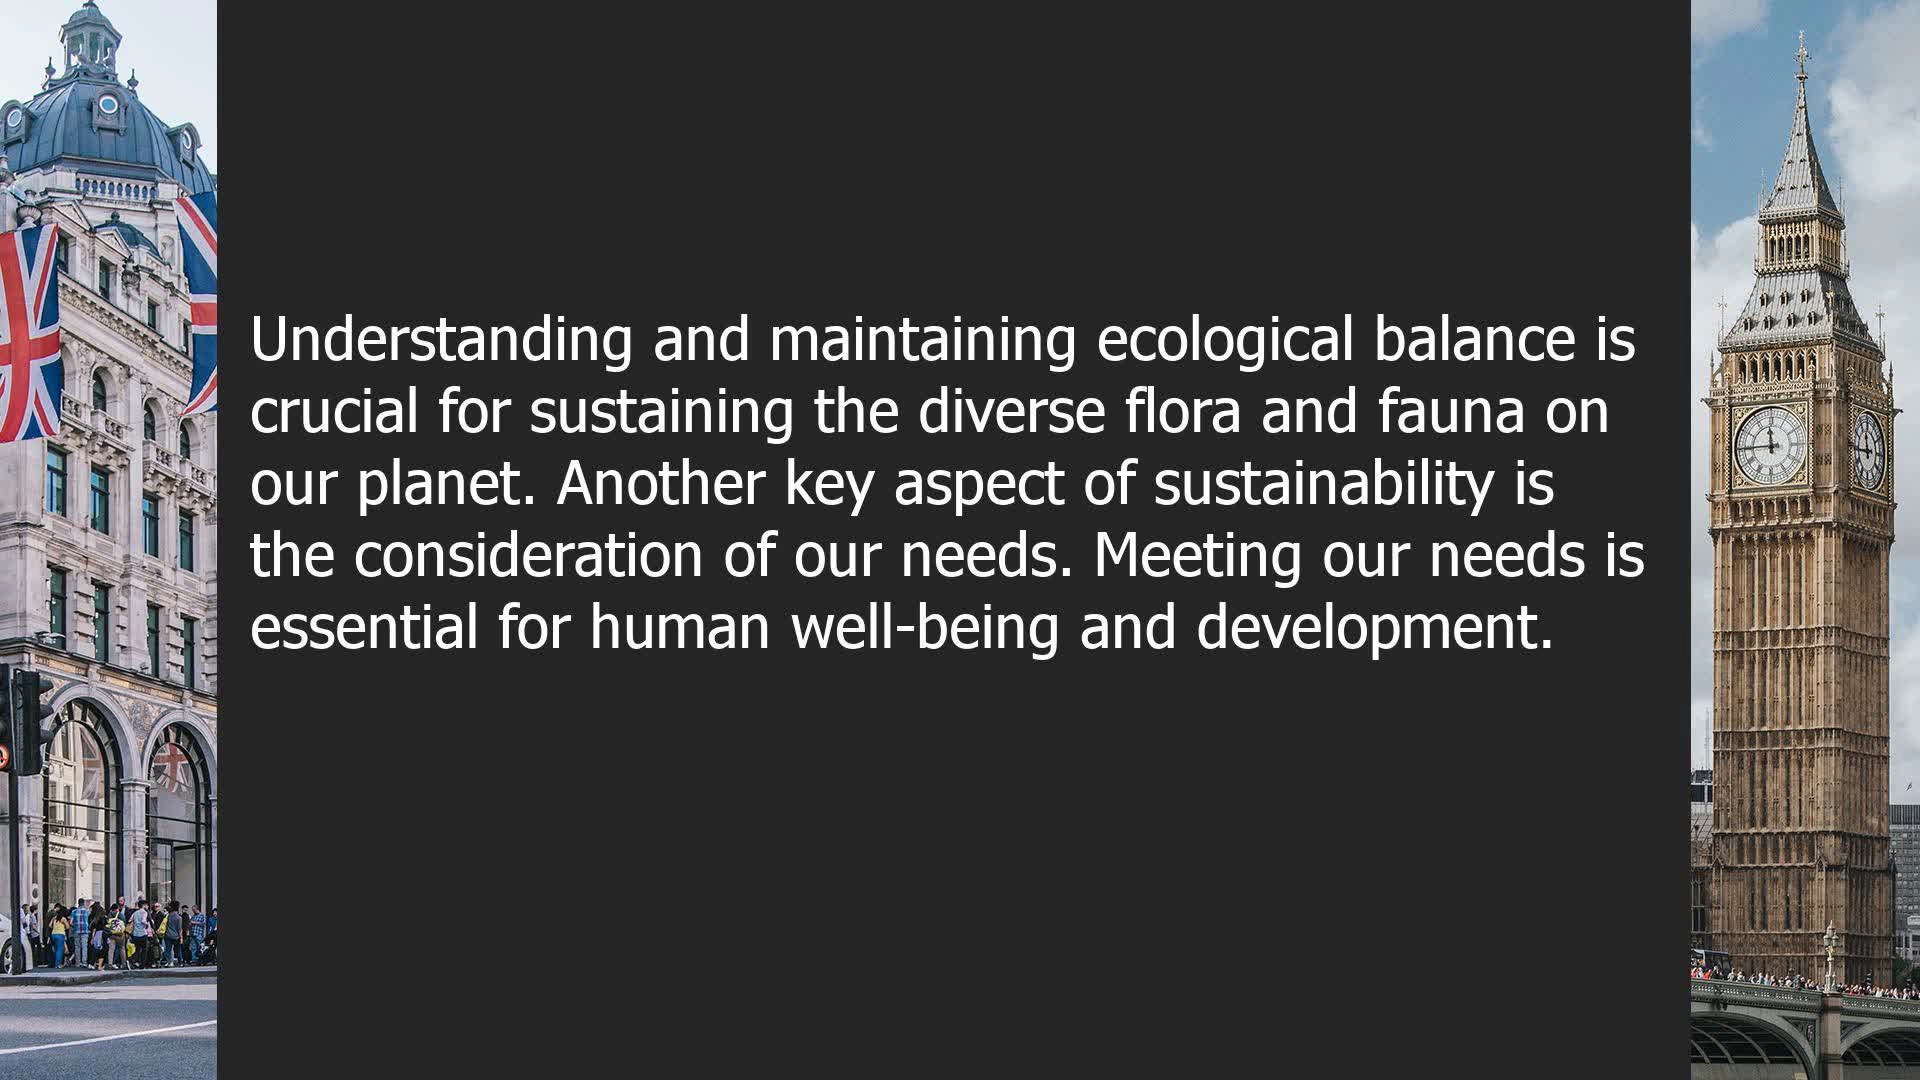 Understanding and maintaining ecological balance is
crucial for sustaining the diverse flora and fauna on
our planet. Another key aspect of sustainability is
the consideration of our needs. Meeting our needs is
essential for human well-being and development.